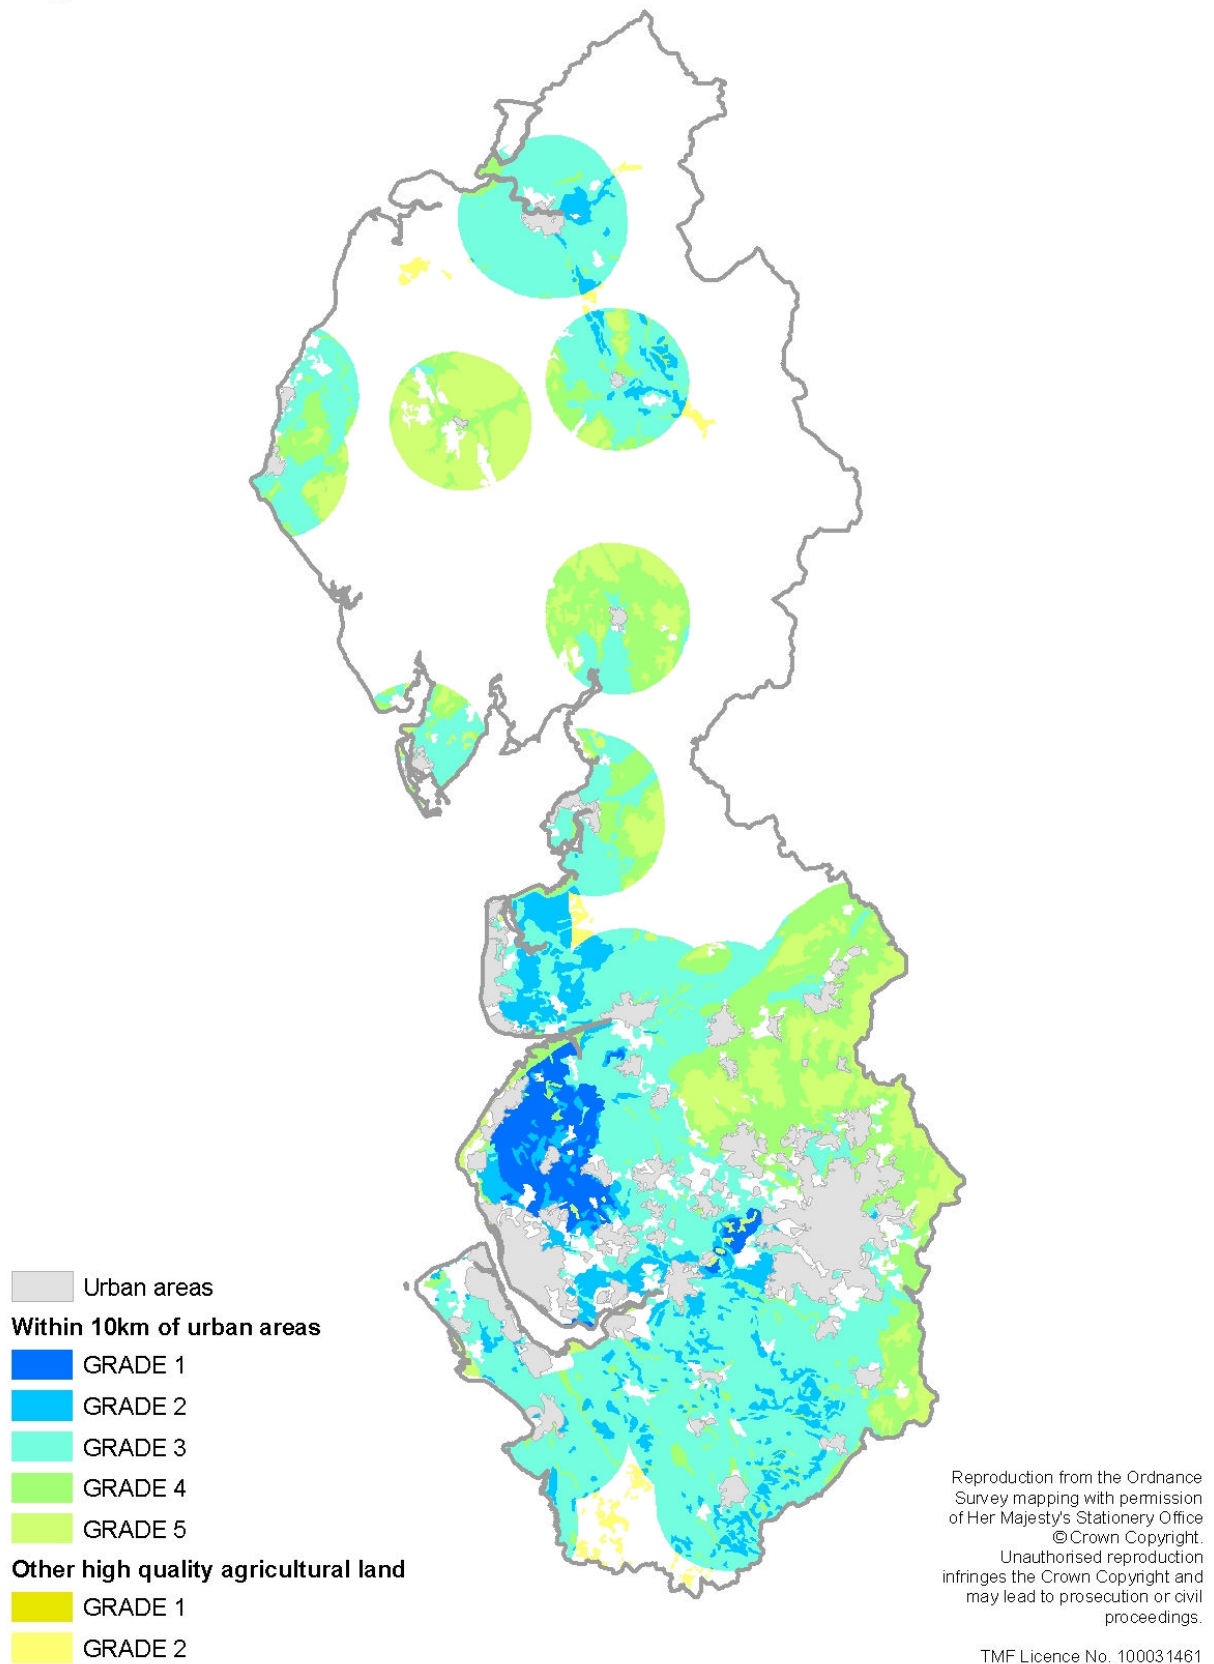 Urban areas
Within 10km of urban areas
GRADE 1
GRADE 2
GRADE 3
GRADE 4
GRADE 5
Other high quality agricultural land
GRADE 1
GRADE 2
Reproduction from the Ordnance
Survey mapping with permission
of Her Majesty's Stationery Office
© Crown Copyright.
Unauthorised reproduction
infringes the Crown Copyright and
may lead to prosecution or civil
proceedings.
TMF Licence No. 100031461